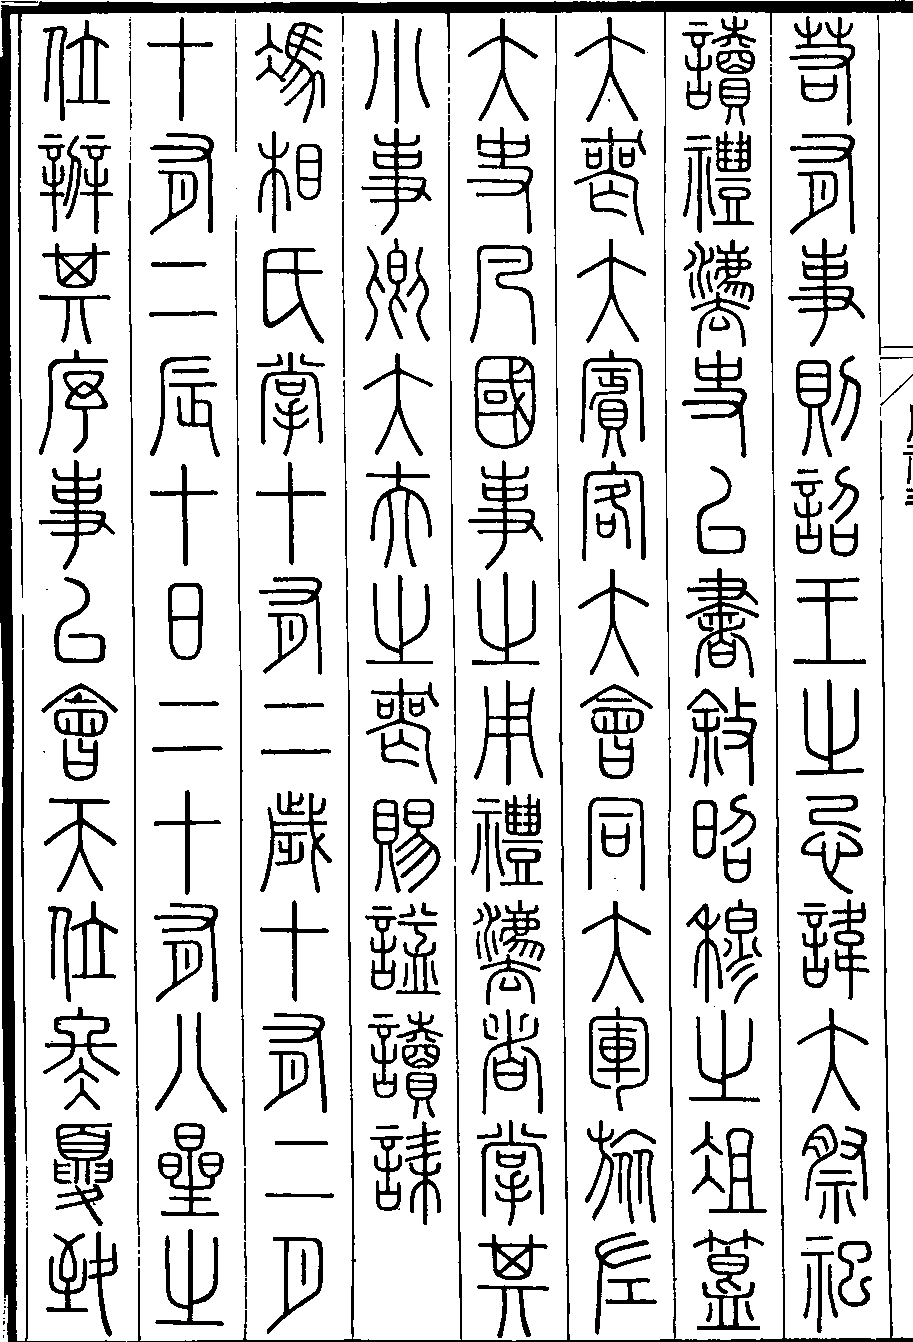 若有事則詔王之忌諱大祭祀
讀禮灋史以書敘昭穆之俎簋
大喪大賓客大會同大軍旅左
大史凡國事之用禮灋者掌其
小事卿大夫之喪賜謚讀誄
馮相氏掌十有二歲十有二月
十有二辰十日二十有八星之
位辨其序事以會天位冬夏致